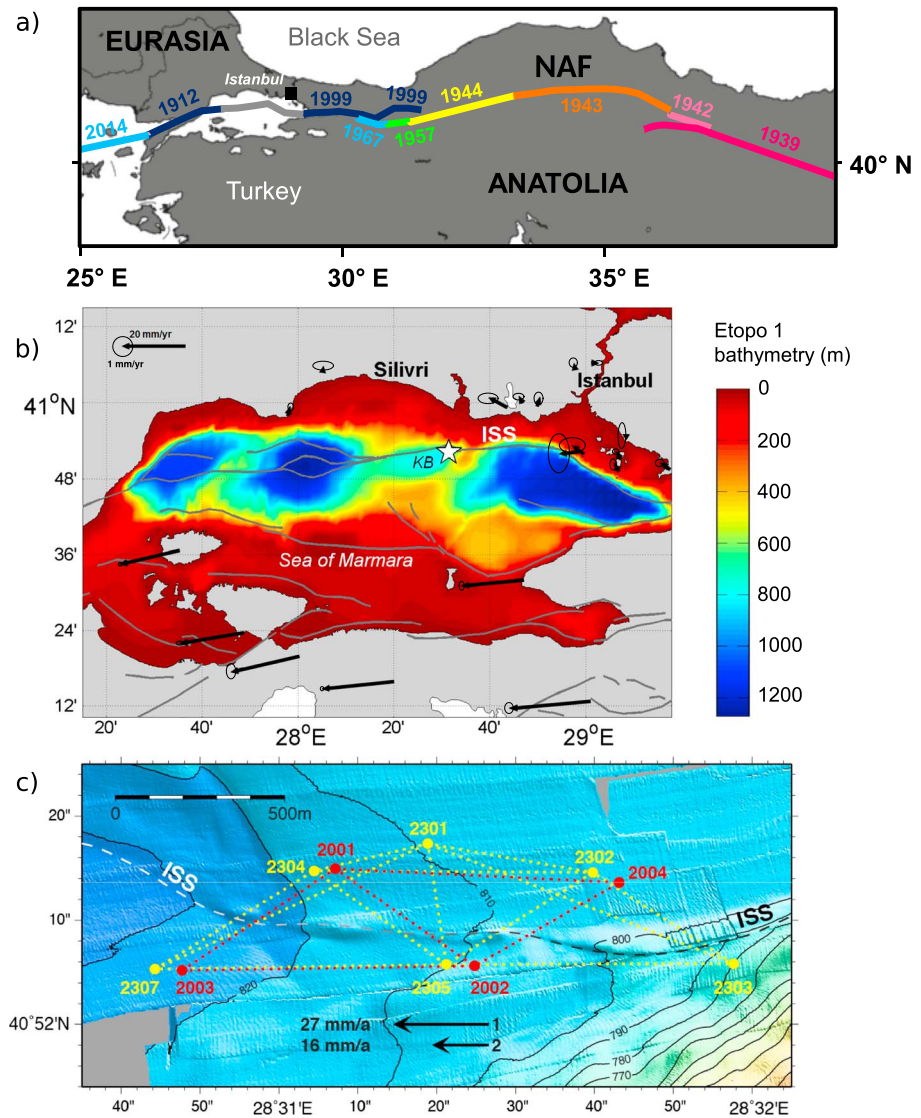 a)
EURASIA
Black Sea
Istanbul
NAF
2014
1912
1999
1999
1967
1957
1944
1943
1942
1939
40° N
Turkey
ANATOLIA
25° E
30° E
35° E
b)
20 mm/yr
1 mm/yr
12'
41°N
48'
36'
24'
12'
Silivri
Istanbul
ISS
KB
Sea of Marmara
20'
40'
28°E
20'
40'
29°E
Etopo 1
bathymetry (m)
0
200
400
600
800
1000
1200
c)
0
500m
20"
10"
40°52'N
ISS
2304
2001
2301
2302
2004
810
ISS
800
2307
2003
820
2305
2002
2303
27 mm/a
1
16 mm/a
2
790
780
770
40"
50"
28°31'E
10"
20"
30"
40"
50"
28°32'E